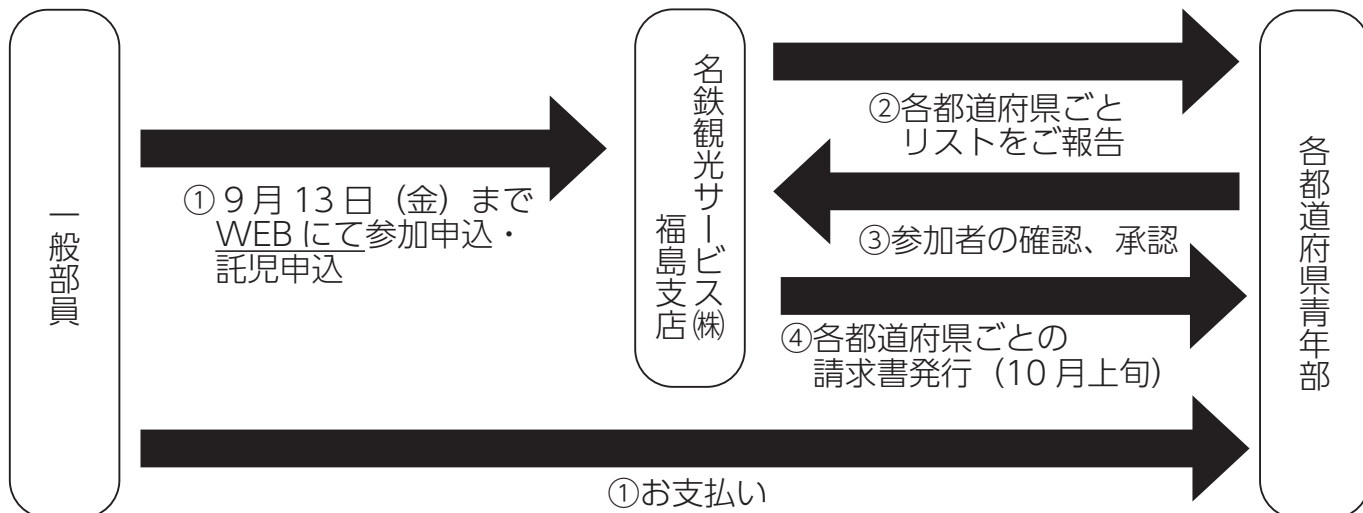 一般部員
①9月13日（金）まで
WEBにて参加申込・
託児申込
名鉄観光サービス㈱
福島支店
②各都道府県ごと
リストをご報告
③参加者の確認、承認
④各都道府県ごとの
請求書発行（10月上旬）
①お支払い
各都道府県青年部